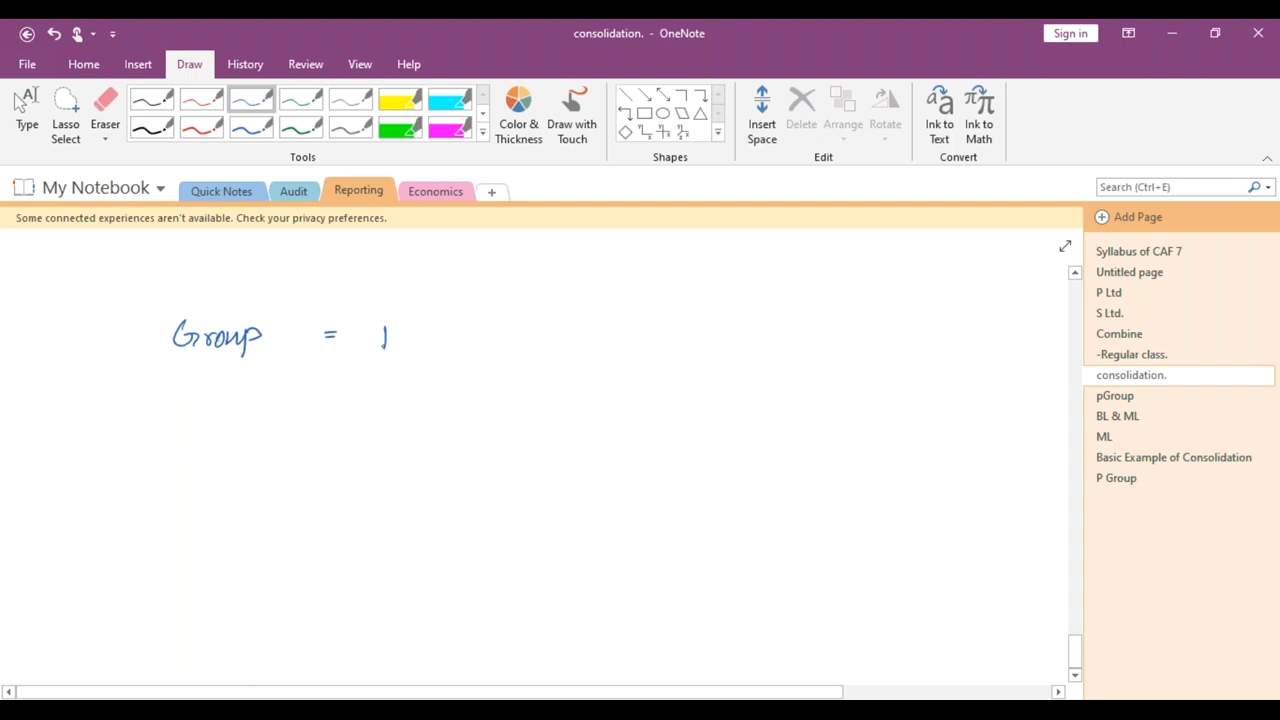 consolidation. - OneNote
Sign in
File Home Insert Draw History Review View Help
Type
Lasso Select
Eraser
Color & Thickness
Draw with Touch
Insert Space
Delete
Arrange
Rotate
Ink to Text
Ink to Math
Tools
Shapes
Edit
Convert
My Notebook
Quick Notes
Audit
Reporting
Economics
Search (Ctrl+E)
Some connected experiences aren't available. Check your privacy preferences.
Add Page
Syllabus of CAF 7
Untitled page
P Ltd
S Ltd.
Combine
-Regular class.
consolidation.
pGroup
BL & ML
ML
Basic Example of Consolidation
P Group
Group =